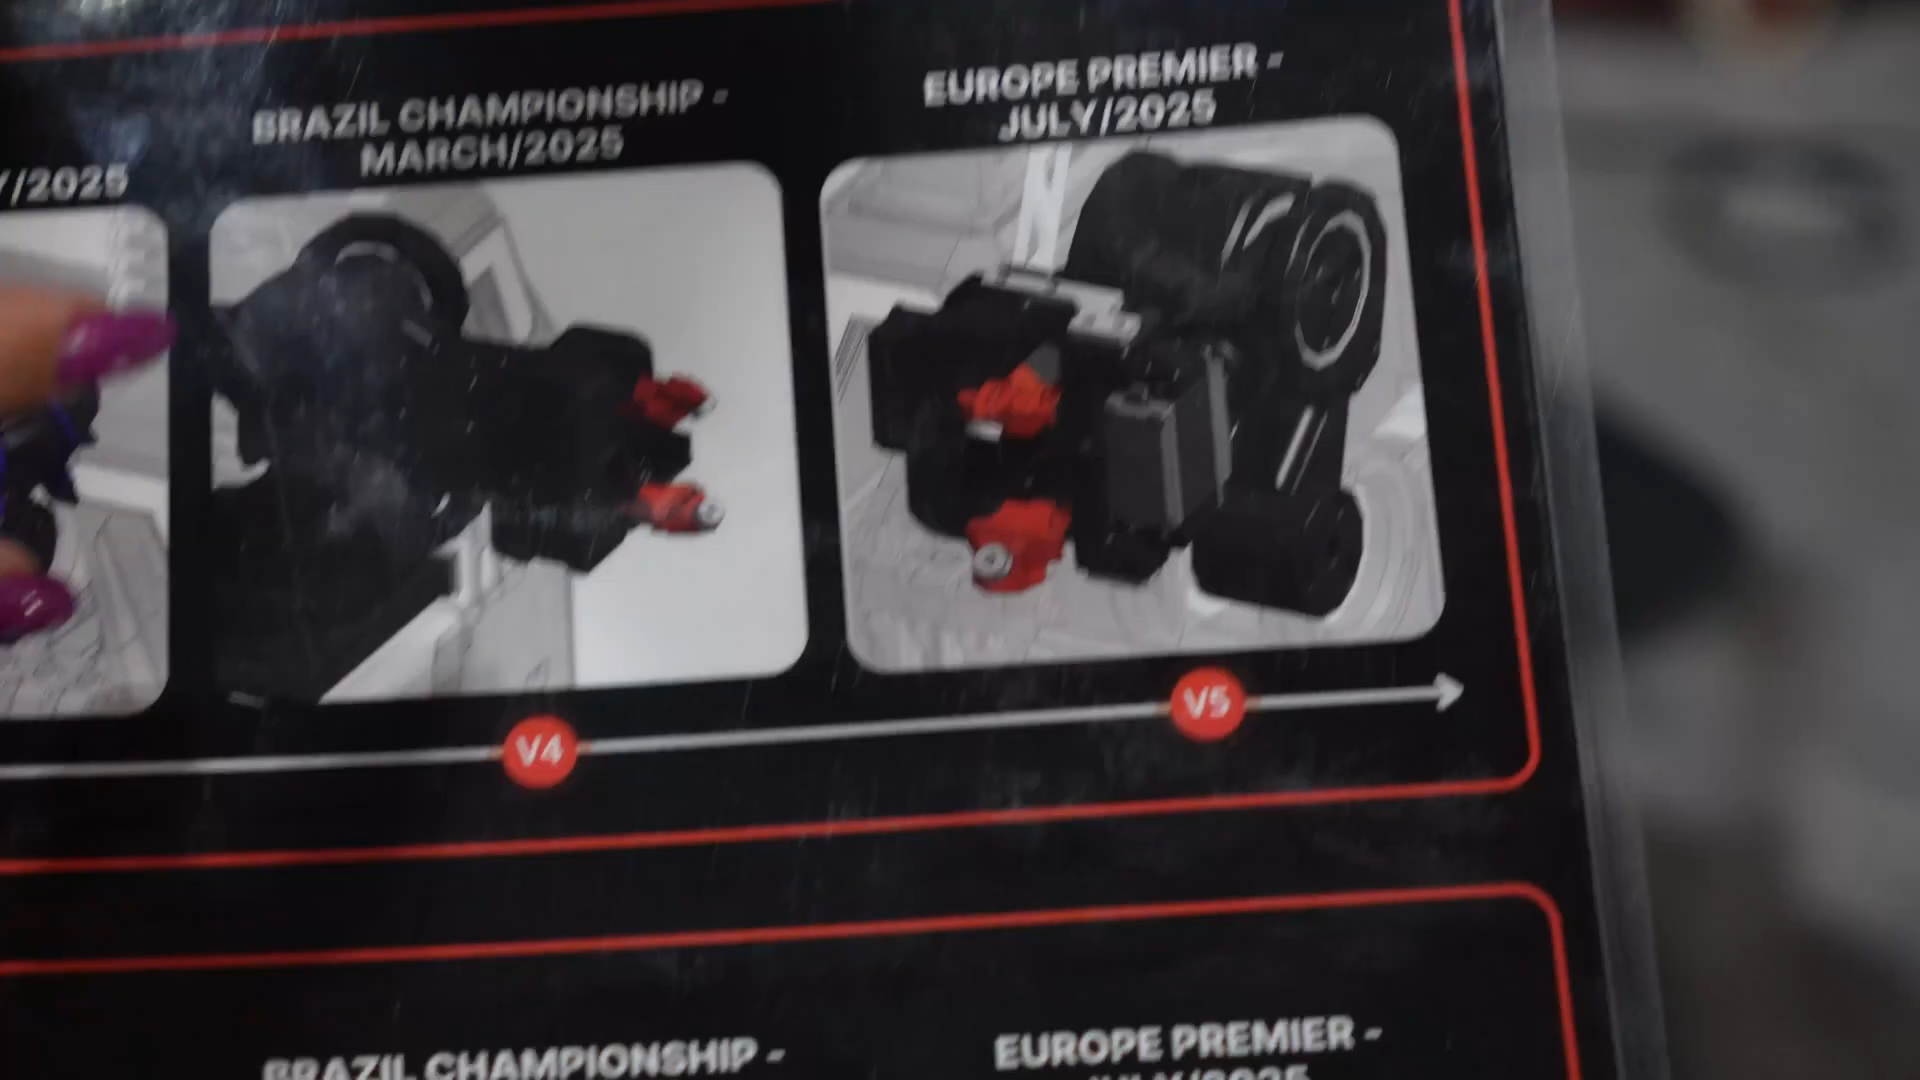 BRAZIL CHAMPIONSHIP -
MARCH/2025
EUROPE PREMIER -
JULY/2025
/2025
V4
V5
BRAZIL CHAMPIONSHIP -
EUROPE PREMIER -